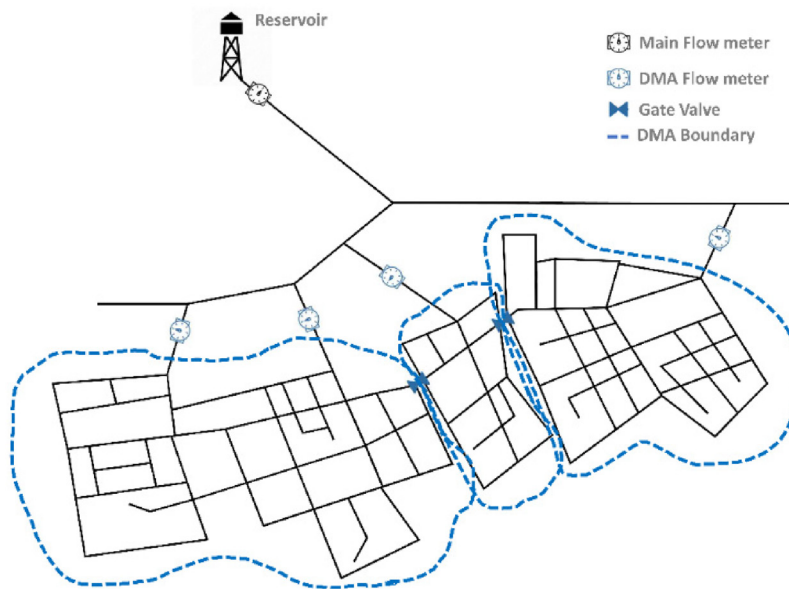 Reservoir
Main Flow meter
DMA Flow meter
Gate Valve
DMA Boundary